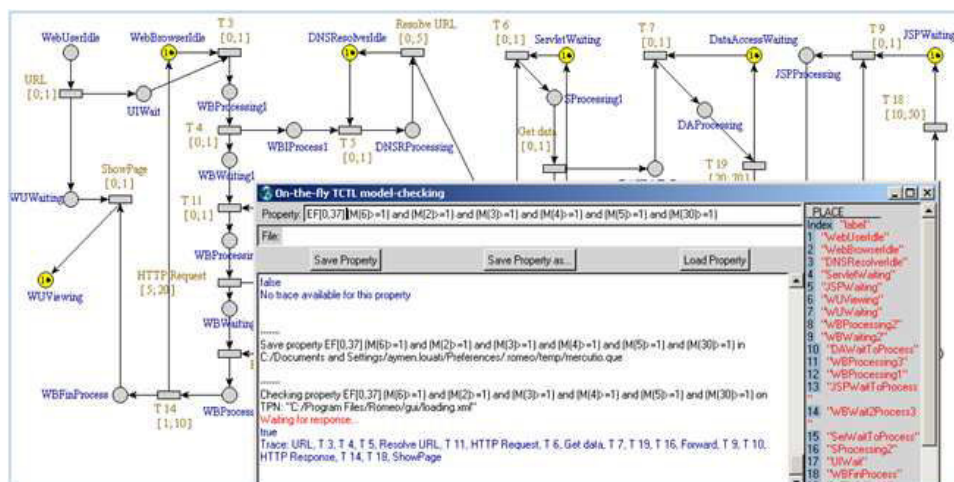 T 3
[0,1]
Resolve URL
[0,5]
T 6
[0,1]
T 7
[0,1]
T 9
[0,1]
WebUserIdle
WebBrowserIdle
DNSResolverIdle
ServletWaiting
DataAccessWaiting
JSPWaiting
JSPProcessing
URL
[0;1]
UIWait
WBProcessing1
SProcessing1
T 18
[10;50]
T 4
[0,1]
WBIProcess1
T 5
[0;1]
DNSRProcessing
Get data
[0,1]
DAProcessing
T 19
WBWaiting1
ShowPage
[0;1]
WUWaiting
T 11
[0;1]
HTTP Request
[5;20]
WUViewing
WBFinProcess
T 14
[1;10]
WBProcess
On-the-fly TCTL model-checking
Property: EF[0,37] (M(6)>=1) and (M(2)>=1) and (M(3)>=1) and (M(4)>=1) and (M(5)>=1) and (M(30)>=1)
File:
Save Property
Save Property as...
Load Property
false
No trace available for this property
------
Save property EF[0,37] (M(6)>=1) and (M(2)>=1) and (M(3)>=1) and (M(4)>=1) and (M(5)>=1) and (M(30)>=1) in
C:/Documents and Settings/aymen.louati/Preferences/ romeo/temp/mercutio.que
------
Checking property EF[0,37] (M(6)>=1) and (M(2)>=1) and (M(3)>=1) and (M(4)>=1) and (M(5)>=1) and (M(30)>=1) on
TPN: "C:/Program Files/Romeo/gui/loading.xml"
Waiting for response...
true
Trace: URL, T 3, T 4, T 5, Resolve URL, T 11, HTTP Request, T 6, Get data, T 7, T 19, T 16, Forward, T 9, T 10,
HTTP Response, T 14, T 18, ShowPage
PLACE
Index "label"
1 "WebUserIdle"
2 "WebBrowserIdle"
3 "DNSResolverIdle"
4 "ServletWaiting"
5 "JSPWaiting"
6 "WUViewing"
7 "WUWaiting"
8 "WBProcessing2"
9 "WBWaiting2"
10 "DAWaitToProcess"
11 "WBProcessing3"
12 "WBProcessing1"
13 "JSPWaitToProcess
"
14 "WBWait2Process3
"
15 "SerWaitToProcess"
16 "SProcessing2"
17 "UIWait"
18 "WBFinProcess"